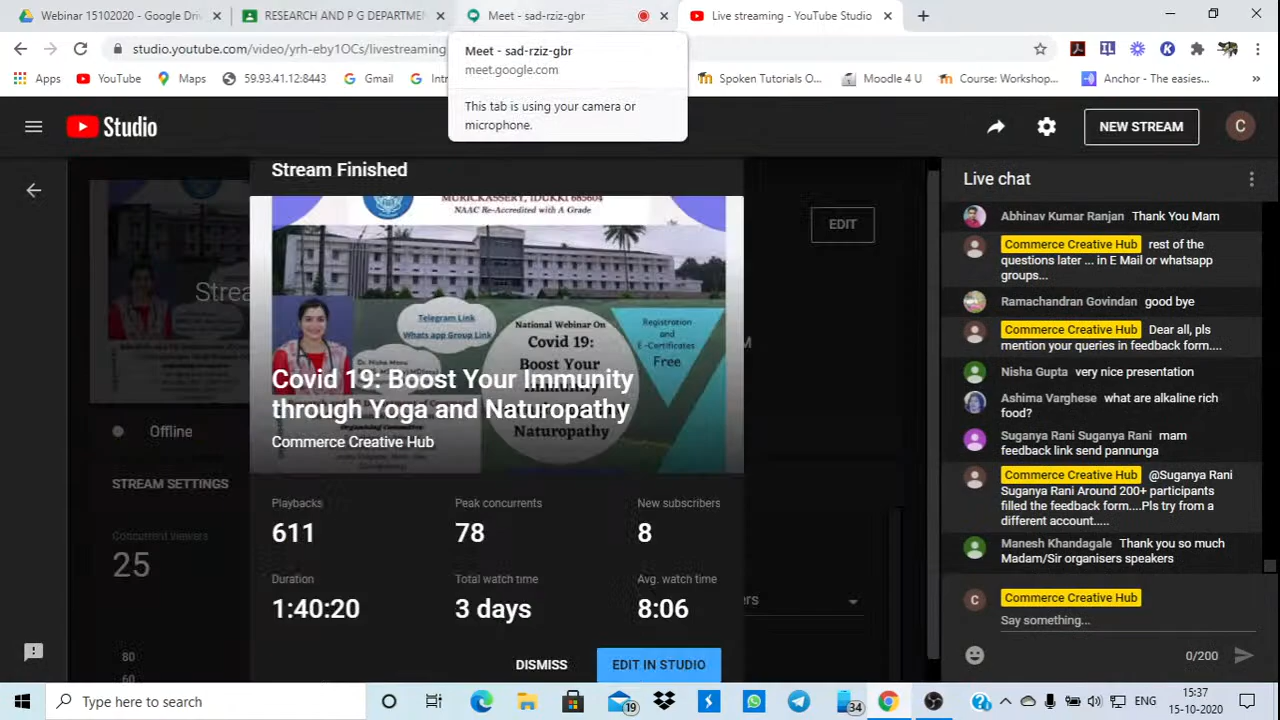 Webinar 15102020 - Google Driv
RESEARCH AND P G DEPARTMEN
Meet - sad-rziz-gbr
Live streaming - YouTube Studio
studio.youtube.com/video/yrh-eby1OCs/livestreaming
Meet - sad-rziz-gbr
meet.google.com
This tab is using your camera or
microphone.
Apps
YouTube
Maps
59.93.41.12:8443
Gmail
Spoken Tutorials O...
Moodle 4 U
Course: Workshop...
Anchor - The easies...
Studio
NEW STREAM
C
Stream Finished
MURICKASSERY, IDUKKI 685604
NAAC Re-Accredited with A Grade
Telegram Link
Whats app Group Link
National Webinar On
Covid 19:
Boost Your
Immunity
Naturopathy
Registration
and
E-Certificates
Free
Covid 19: Boost Your Immunity
through Yoga and Naturopathy
Commerce Creative Hub
EDIT
Offline
STREAM SETTINGS
Concurrent viewers
25
80
60
Playbacks
611
Peak concurrents
78
New subscribers
8
Duration
1:40:20
Total watch time
3 days
Avg. watch time
8:06
DISMISS
EDIT IN STUDIO
Live chat
Abhinav Kumar Ranjan Thank You Mam
Commerce Creative Hub rest of the
questions later ... in E Mail or whatsapp
groups...
Ramachandran Govindan good bye
Commerce Creative Hub Dear all, pls
mention your queries in feedback form....
Nisha Gupta very nice presentation
Ashima Varghese what are alkaline rich
food?
Suganya Rani Suganya Rani mam
feedback link send pannunga
Commerce Creative Hub @Suganya Rani
Suganya Rani Around 200+ participants
filled the feedback form....Pls try from a
different account.....
Manesh Khandagale Thank you so much
Madam/Sir organisers speakers
C
Commerce Creative Hub
Say something...
0/200
Type here to search
19
34
ENG
15:37
15-10-2020